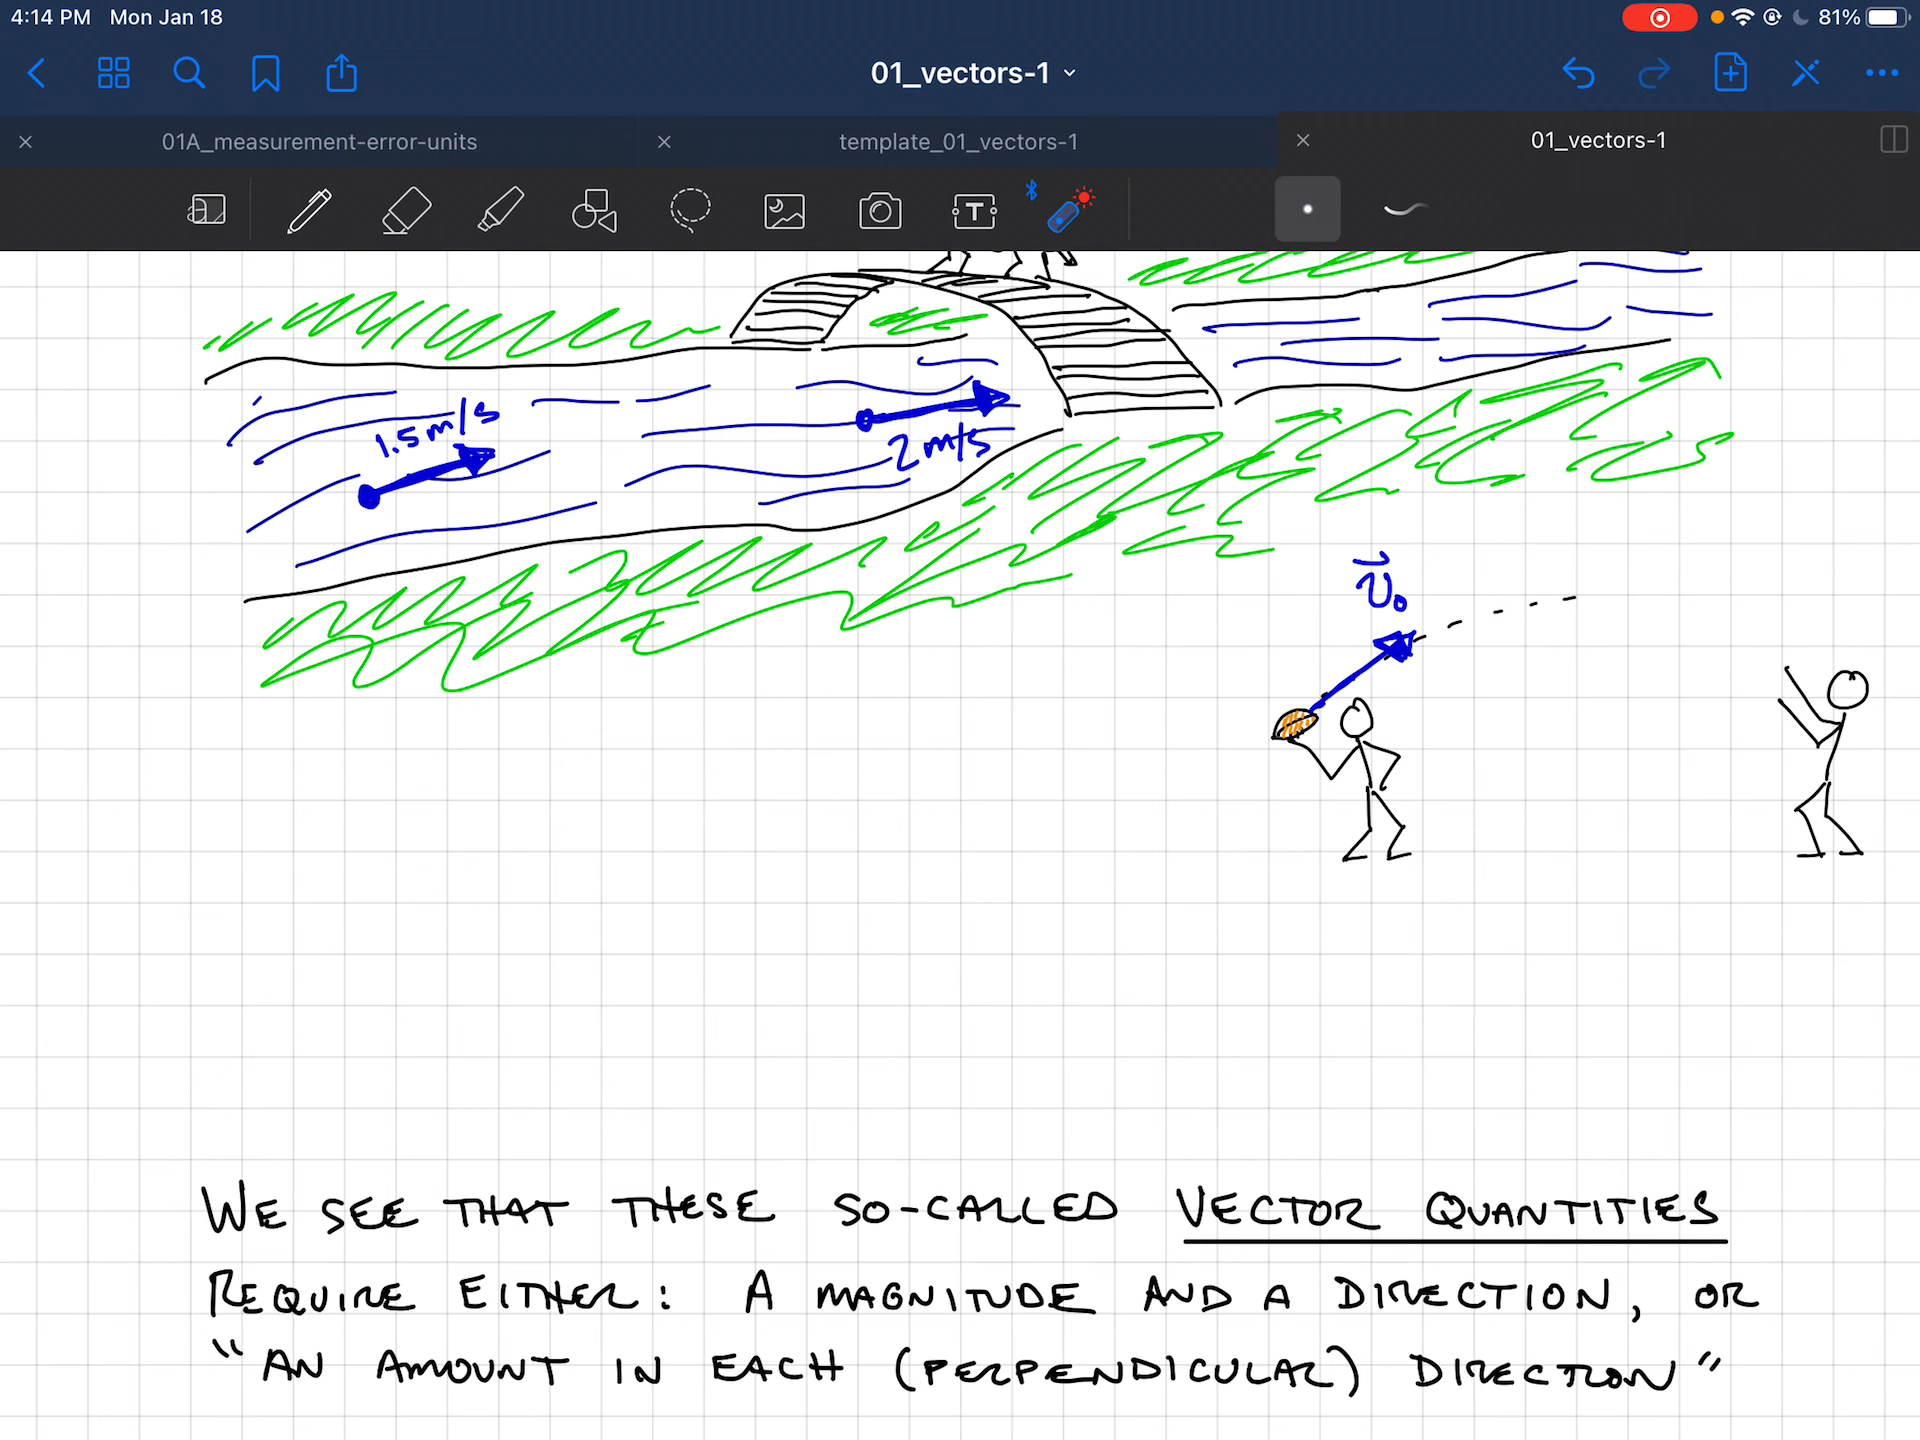 4:14 PM Mon Jan 18
81%
01_vectors-1
01A_measurement-error-units
template_01_vectors-1
01_vectors-1
T
1.5 m/s
2 m/s
v⃗₀
WE SEE THAT THESE SO-CALLED VECTOR QUANTITIES
REQUIRE EITHER: A MAGNITUDE AND A DIRECTION, OR
"AN AMOUNT IN EACH (PERPENDICULAR) DIRECTION"